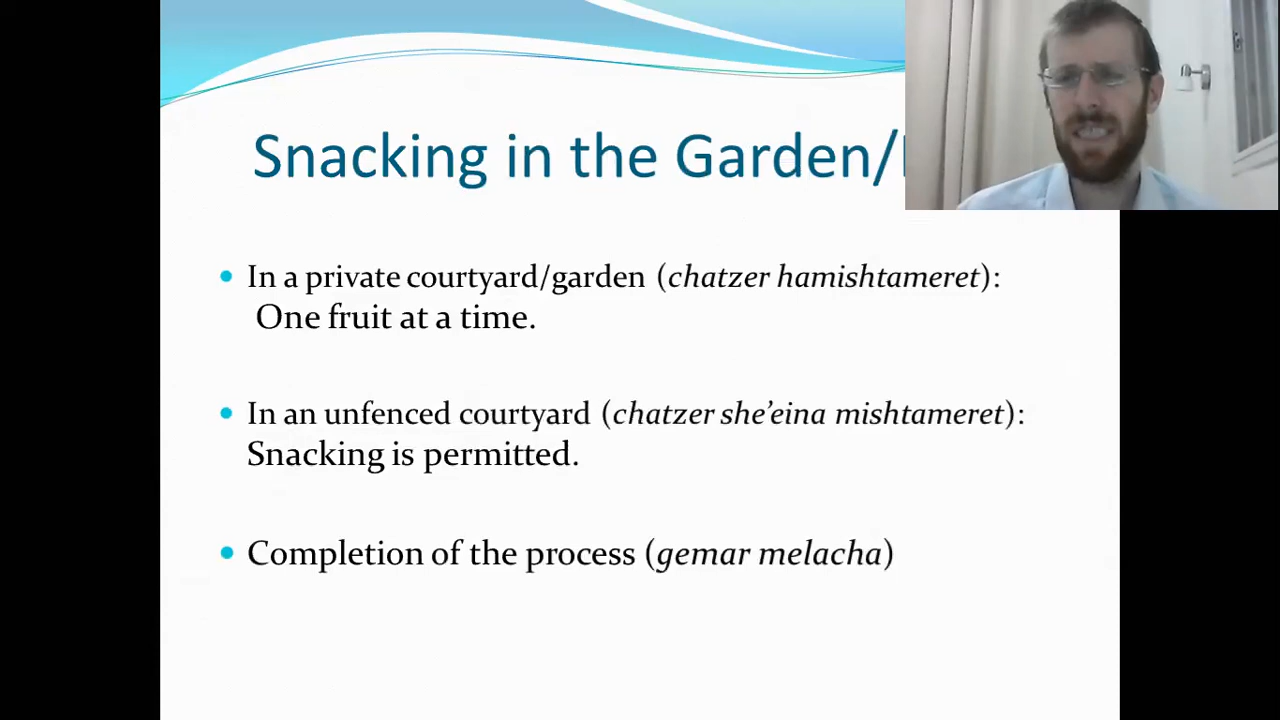 Snacking in the Garden/
In a private courtyard/garden (chatzer hamishtameret):
One fruit at a time.
In an unfenced courtyard (chatzer she’eina mishtameret):
Snacking is permitted.
Completion of the process (gemar melacha)